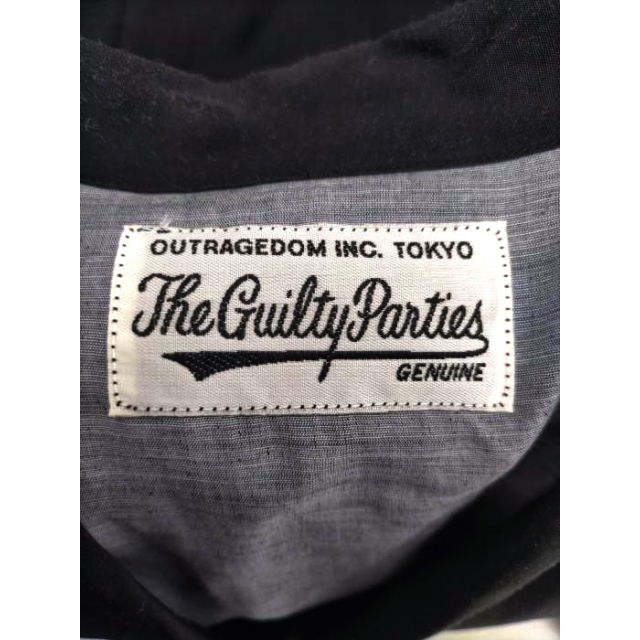 OUTRAGEDOM INC. TOKYO
The Guilty Parties
GENUINE